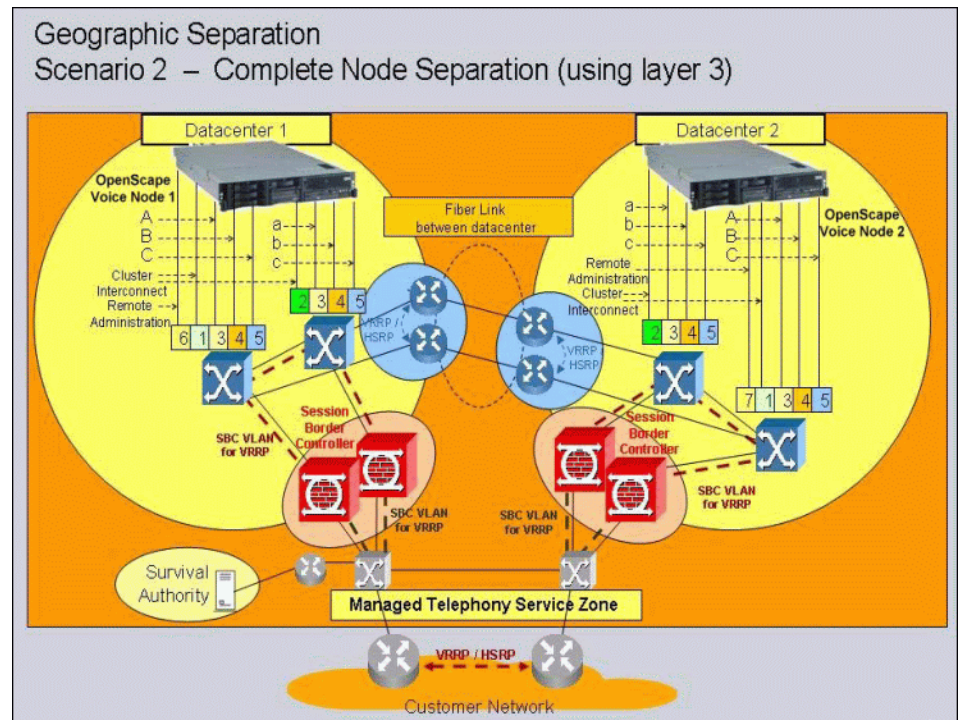 Geographic Separation
Scenario 2 – Complete Node Separation (using layer 3)
Datacenter 1
Datacenter 2
OpenScape
Voice Node 1
A
B
C
Cluster
Interconnect
Remote
Administration
a
b
c
2 3 4 5
6 1 3 4 5
Fiber Link
between datacenter
VRRP /
HSRP
VRRP /
HSRP
a
b
c
Remote
Administration
Cluster
Interconnect
A
B
C
OpenScape
Voice Node 2
2 3 4 5
7 1 3 4 5
Session
Border
Controller
SBC VLAN
for VRRP
SBC VLAN
for VRRP
Session
Border
Controller
SBC VLAN
for VRRP
SBC VLAN
for VRRP
Survival
Authority
Managed Telephony Service Zone
VRRP / HSRP
Customer Network